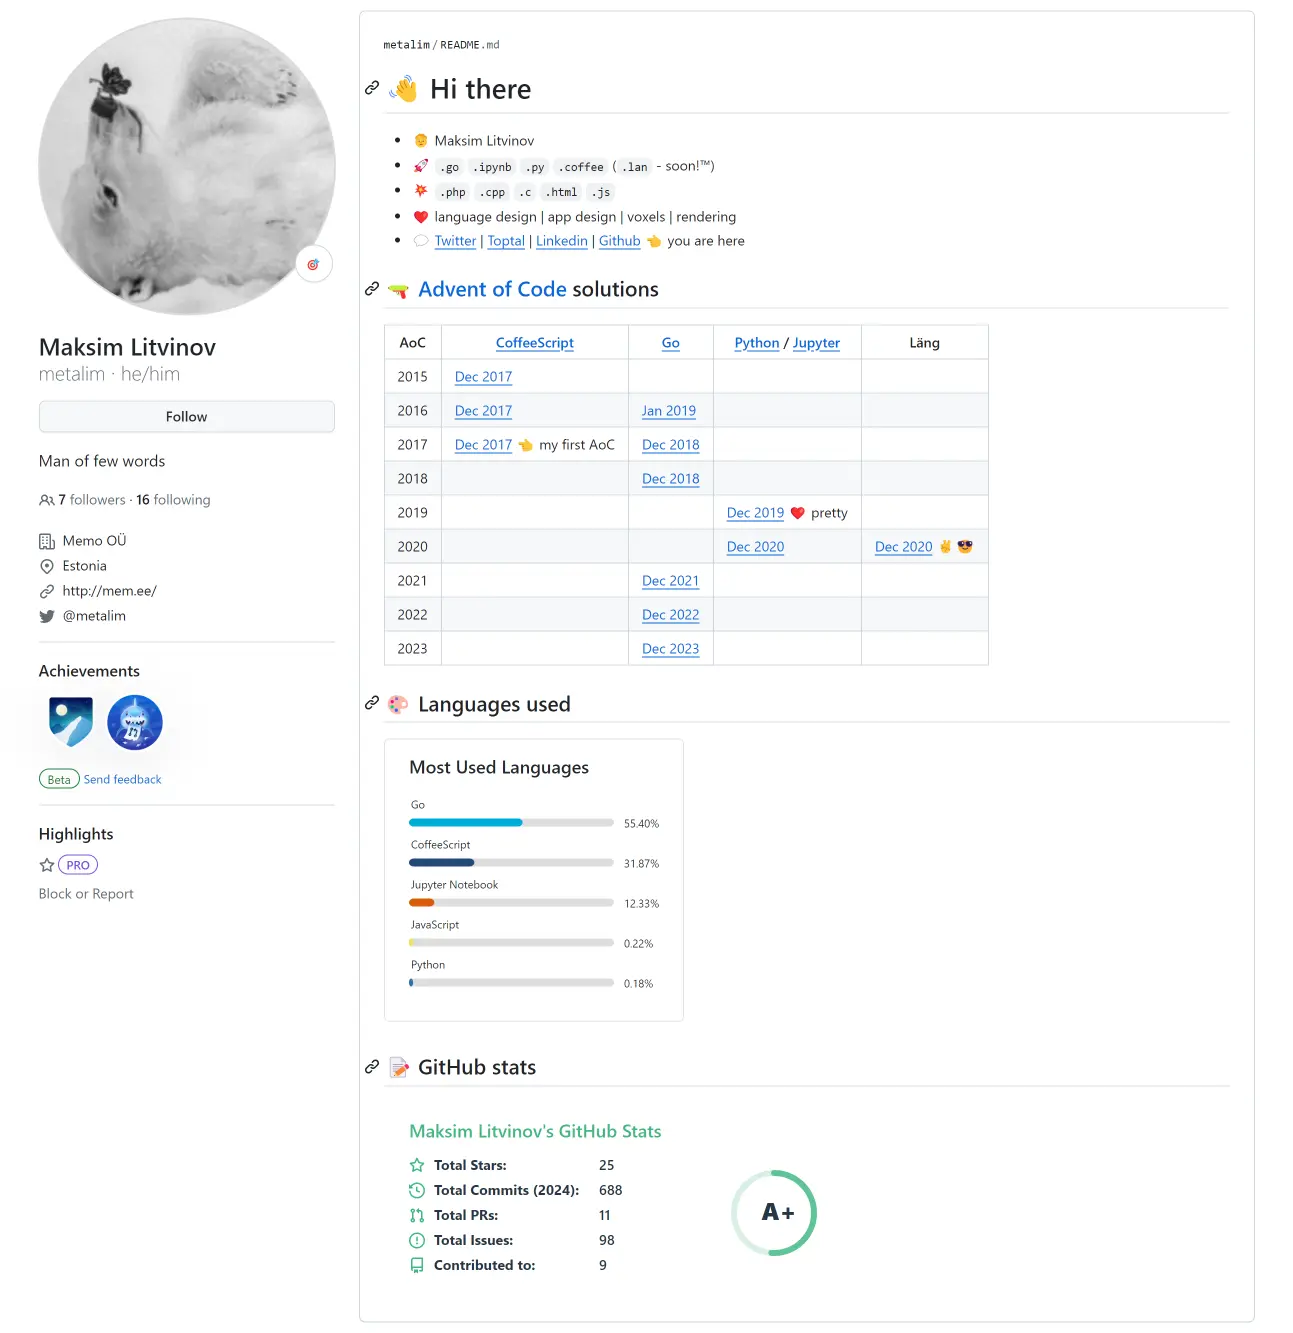 Maksim Litvinov
metalim · he/him
Follow
Man of few words
7 followers · 16 following
Memo OÜ
Estonia
http://mem.ee/
@metalim
Achievements
Beta Send feedback
Highlights
PRO
Block or Report
metalim/README.md
👋 Hi there
Maksim Litvinov
🚀 .go .ipynb .py .coffee (.lan - soon!™)
💥 .php .cpp .c .html .js
❤️ language design | app design | voxels | rendering
💬 Twitter | Toptal | Linkedin | Github 👈 you are here
🔫 Advent of Code solutions
AoC CoffeeScript Go Python / Jupyter Läng
2015 Dec 2017
2016 Dec 2017 Jan 2019
2017 Dec 2017 👈 my first AoC Dec 2018
2018 Dec 2018
2019 Dec 2019 ❤️ pretty
2020 Dec 2020 Dec 2020 ✌️ 😎
2021 Dec 2021
2022 Dec 2022
2023 Dec 2023
🎨 Languages used
Most Used Languages
Go
55.40%
CoffeeScript
31.87%
Jupyter Notebook
12.33%
JavaScript
0.22%
Python
0.18%
📝 GitHub stats
Maksim Litvinov's GitHub Stats
Total Stars: 25
Total Commits (2024): 688
Total PRs: 11
Total Issues: 98
Contributed to: 9
A+